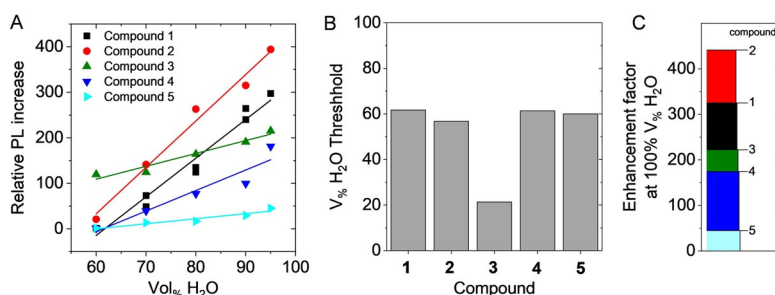 A
Relative PL increase
400
300
200
100
0
Compound 1
Compound 2
Compound 3
Compound 4
Compound 5
60
70
80
90
100
Vol% H2O
B
V% H2O Threshhold
100
80
60
40
20
0
1
2
3
4
5
Compound
C
Enhancement factor
at 100% V% H2O
400
300
200
100
0
compound
2
1
3
4
5